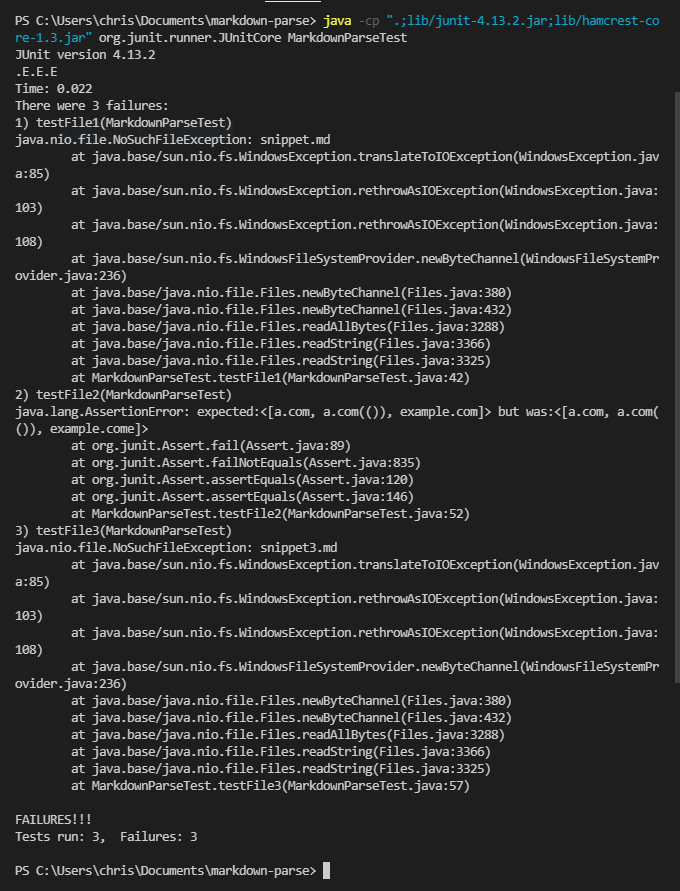 PS C:\Users\chris\Documents\markdown-parse> java -cp ".;lib/junit-4.13.2.jar;lib/hamcrest-co
re-1.3.jar" org.junit.runner.JUnitCore MarkdownParseTest
JUnit version 4.13.2
.E.E.E
Time: 0.022
There were 3 failures:
1) testFile1(MarkdownParseTest)
java.nio.file.NoSuchFileException: snippet.md
        at java.base/sun.nio.fs.WindowsException.translateToIOException(WindowsException.jav
a:85)
        at java.base/sun.nio.fs.WindowsException.rethrowAsIOException(WindowsException.java:
103)
        at java.base/sun.nio.fs.WindowsException.rethrowAsIOException(WindowsException.java:
108)
        at java.base/sun.nio.fs.WindowsFileSystemProvider.newByteChannel(WindowsFileSystemPr
ovider.java:236)
        at java.base/java.nio.file.Files.newByteChannel(Files.java:380)
        at java.base/java.nio.file.Files.newByteChannel(Files.java:432)
        at java.base/java.nio.file.Files.readAllBytes(Files.java:3288)
        at java.base/java.nio.file.Files.readString(Files.java:3366)
        at java.base/java.nio.file.Files.readString(Files.java:3325)
        at MarkdownParseTest.testFile1(MarkdownParseTest.java:42)
2) testFile2(MarkdownParseTest)
java.lang.AssertionError: expected:<[a.com, a.com(()), example.com]> but was:<[a.com, a.com(
()), example.come]>
        at org.junit.Assert.fail(Assert.java:89)
        at org.junit.Assert.failNotEquals(Assert.java:835)
        at org.junit.Assert.assertEquals(Assert.java:120)
        at org.junit.Assert.assertEquals(Assert.java:146)
        at MarkdownParseTest.testFile2(MarkdownParseTest.java:52)
3) testFile3(MarkdownParseTest)
java.nio.file.NoSuchFileException: snippet3.md
        at java.base/sun.nio.fs.WindowsException.translateToIOException(WindowsException.jav
a:85)
        at java.base/sun.nio.fs.WindowsException.rethrowAsIOException(WindowsException.java:
103)
        at java.base/sun.nio.fs.WindowsException.rethrowAsIOException(WindowsException.java:
108)
        at java.base/sun.nio.fs.WindowsFileSystemProvider.newByteChannel(WindowsFileSystemPr
ovider.java:236)
        at java.base/java.nio.file.Files.newByteChannel(Files.java:380)
        at java.base/java.nio.file.Files.newByteChannel(Files.java:432)
        at java.base/java.nio.file.Files.readAllBytes(Files.java:3288)
        at java.base/java.nio.file.Files.readString(Files.java:3366)
        at java.base/java.nio.file.Files.readString(Files.java:3325)
        at MarkdownParseTest.testFile3(MarkdownParseTest.java:57)

FAILURES!!!
Tests run: 3,  Failures: 3

PS C:\Users\chris\Documents\markdown-parse>